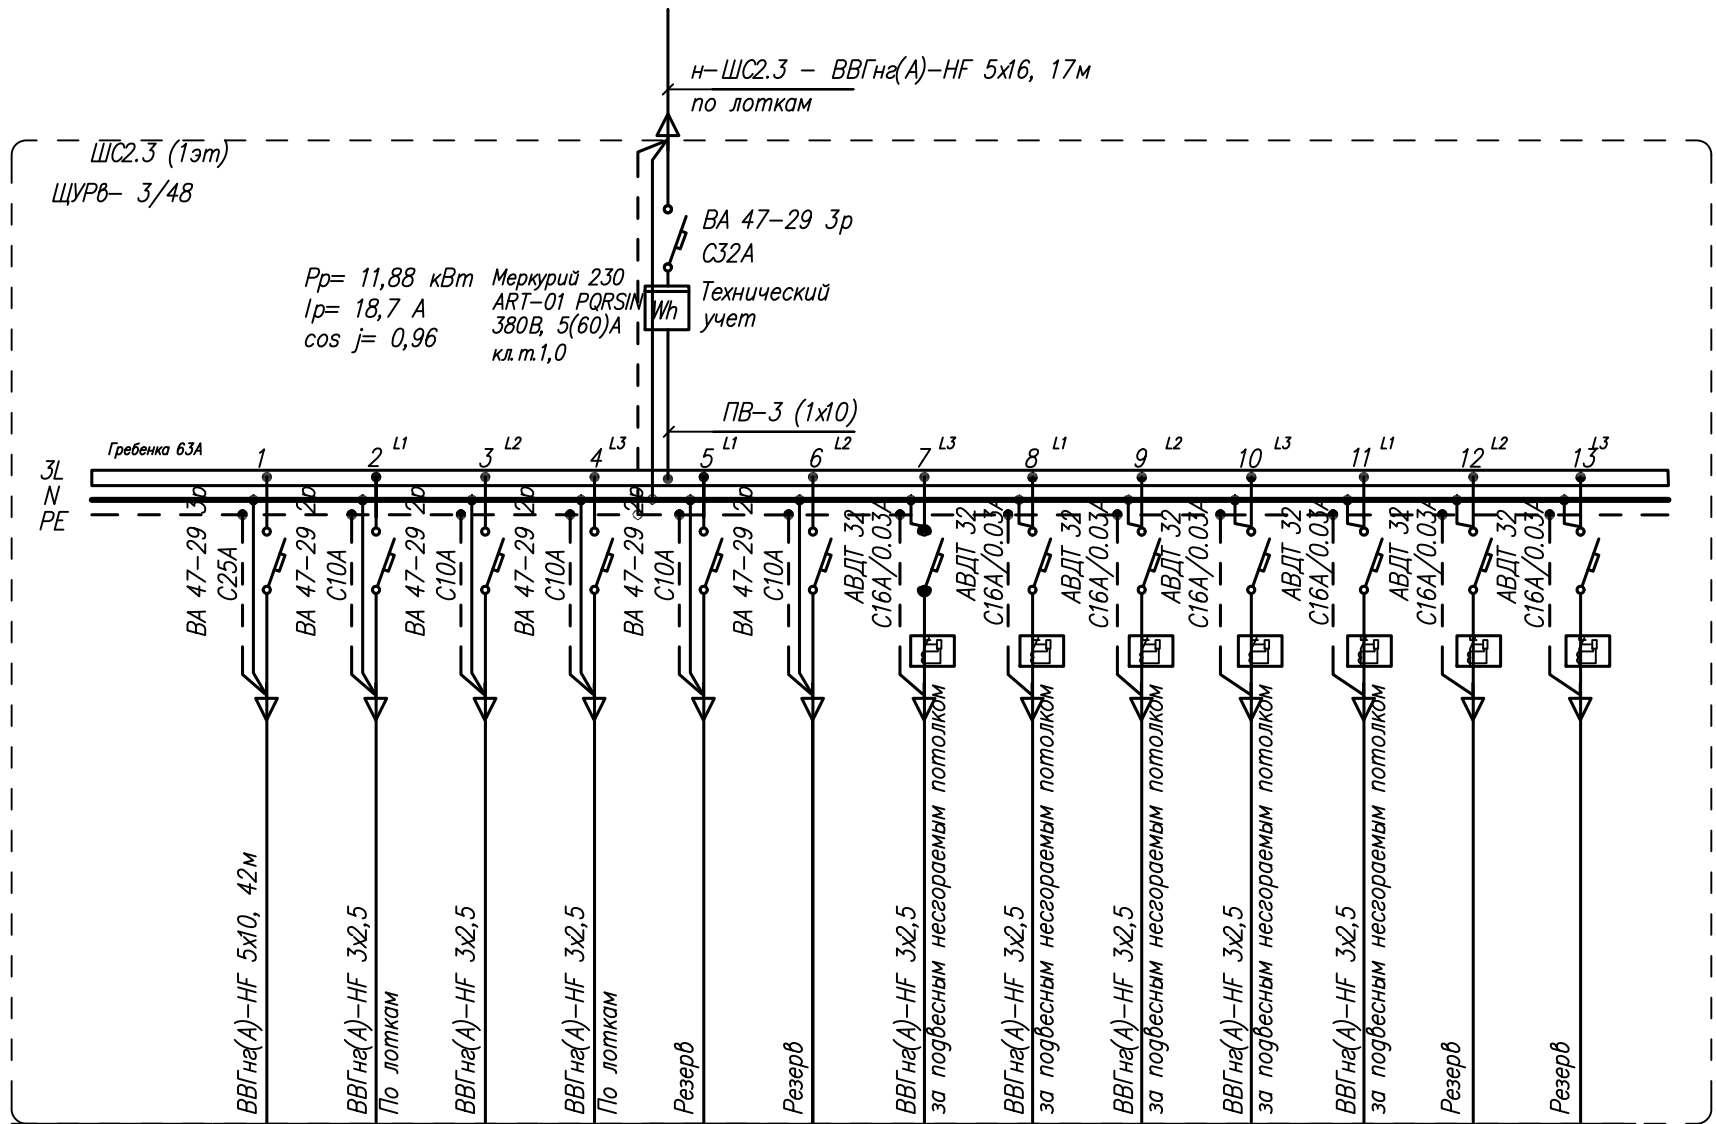 н-ШС2.3 - ВВГнг(А)-HF 5х16, 17м
по лоткам
ШС2.3 (1эт)
ЩУРв- 3/48
ВА 47-29 3р
С32А
Рр= 11,88 кВт
Iр= 18,7 А
cos j= 0,96
Меркурий 230
ART-01 PQRSIN
380В, 5(60)А
кл.т.1,0
Wh
Технический
учет
ПВ-3 (1х10)
Гребенка 63А
3L
N
PE
1
2 L1
3 L2
4 L3
5 L1
6 L2
7 L3
8 L1
9 L2
10 L3
11 L1
12 L2
13 L3
ВА 47-29 3р
С25А
ВА 47-29 2р
С10А
ВА 47-29 2р
С10А
ВА 47-29 2р
С10А
ВА 47-29 2р
С10А
ВА 47-29 2р
С10А
АВДТ 32
С16А/0.03А
АВДТ 32
С16А/0.03А
АВДТ 32
С16А/0.03А
АВДТ 32
С16А/0.03А
АВДТ 32
С16А/0.03А
АВДТ 32
С16А/0.03А
АВДТ 32
С16А/0.03А
ВВГнг(А)-HF 5х10, 42м
ВВГнг(А)-HF 3х2,5
По лоткам
ВВГнг(А)-HF 3х2,5
ВВГнг(А)-HF 3х2,5
По лоткам
Резерв
Резерв
ВВГнг(А)-HF 3х2,5
за подвесным несгораемым потолком
ВВГнг(А)-HF 3х2,5
за подвесным несгораемым потолком
ВВГнг(А)-HF 3х2,5
за подвесным несгораемым потолком
ВВГнг(А)-HF 3х2,5
за подвесным несгораемым потолком
ВВГнг(А)-HF 3х2,5
за подвесным несгораемым потолком
Резерв
Резерв